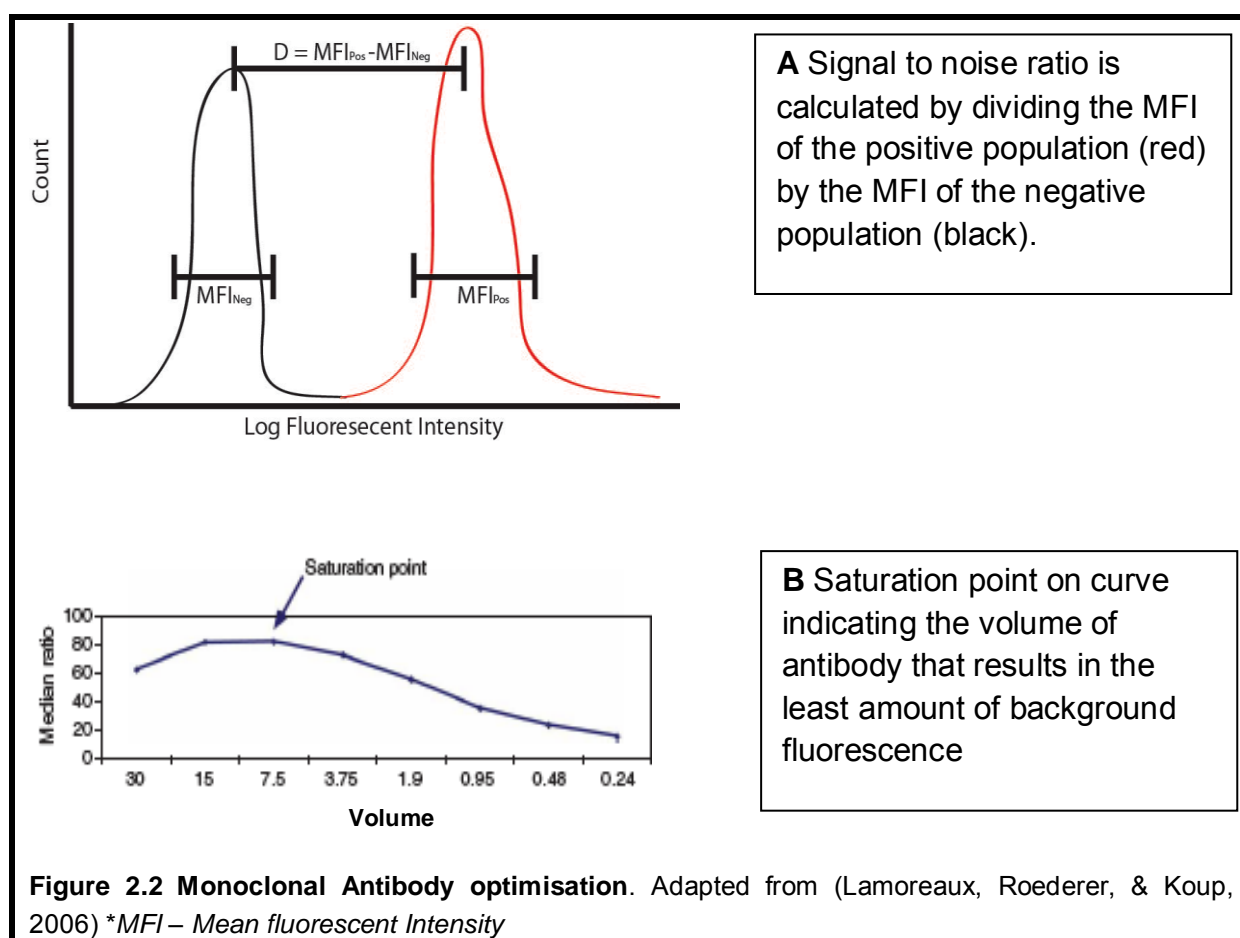 D = MFIPos-MFINeg
Count
MFINeg
MFIPos
Log Fluoresecent Intensity
A Signal to noise ratio is
calculated by dividing the MFI
of the positive population (red)
by the MFI of the negative
population (black).
Saturation point
100
80
60
40
20
0
Median ratio
30 15 7.5 3.75 1.9 0.95 0.48 0.24
Volume
B Saturation point on curve
indicating the volume of
antibody that results in the
least amount of background
fluorescence
Figure 2.2 Monoclonal Antibody optimisation. Adapted from (Lamoreaux, Roederer, & Koup,
2006) *MFI – Mean fluorescent Intensity